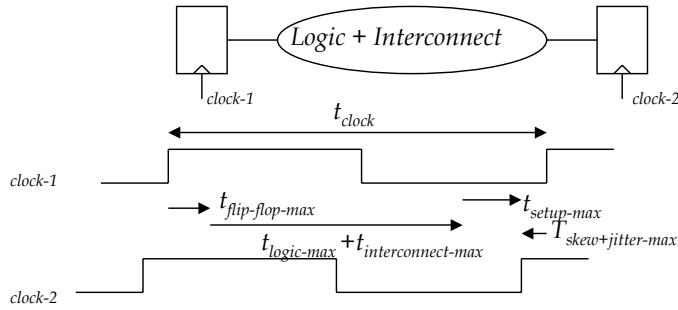 Logic + Interconnect
clock-1
clock-2
t_clock
clock-1
t_flip-flop-max
t_setup-max
t_logic-max + t_interconnect-max
T_skew+jitter-max
clock-2